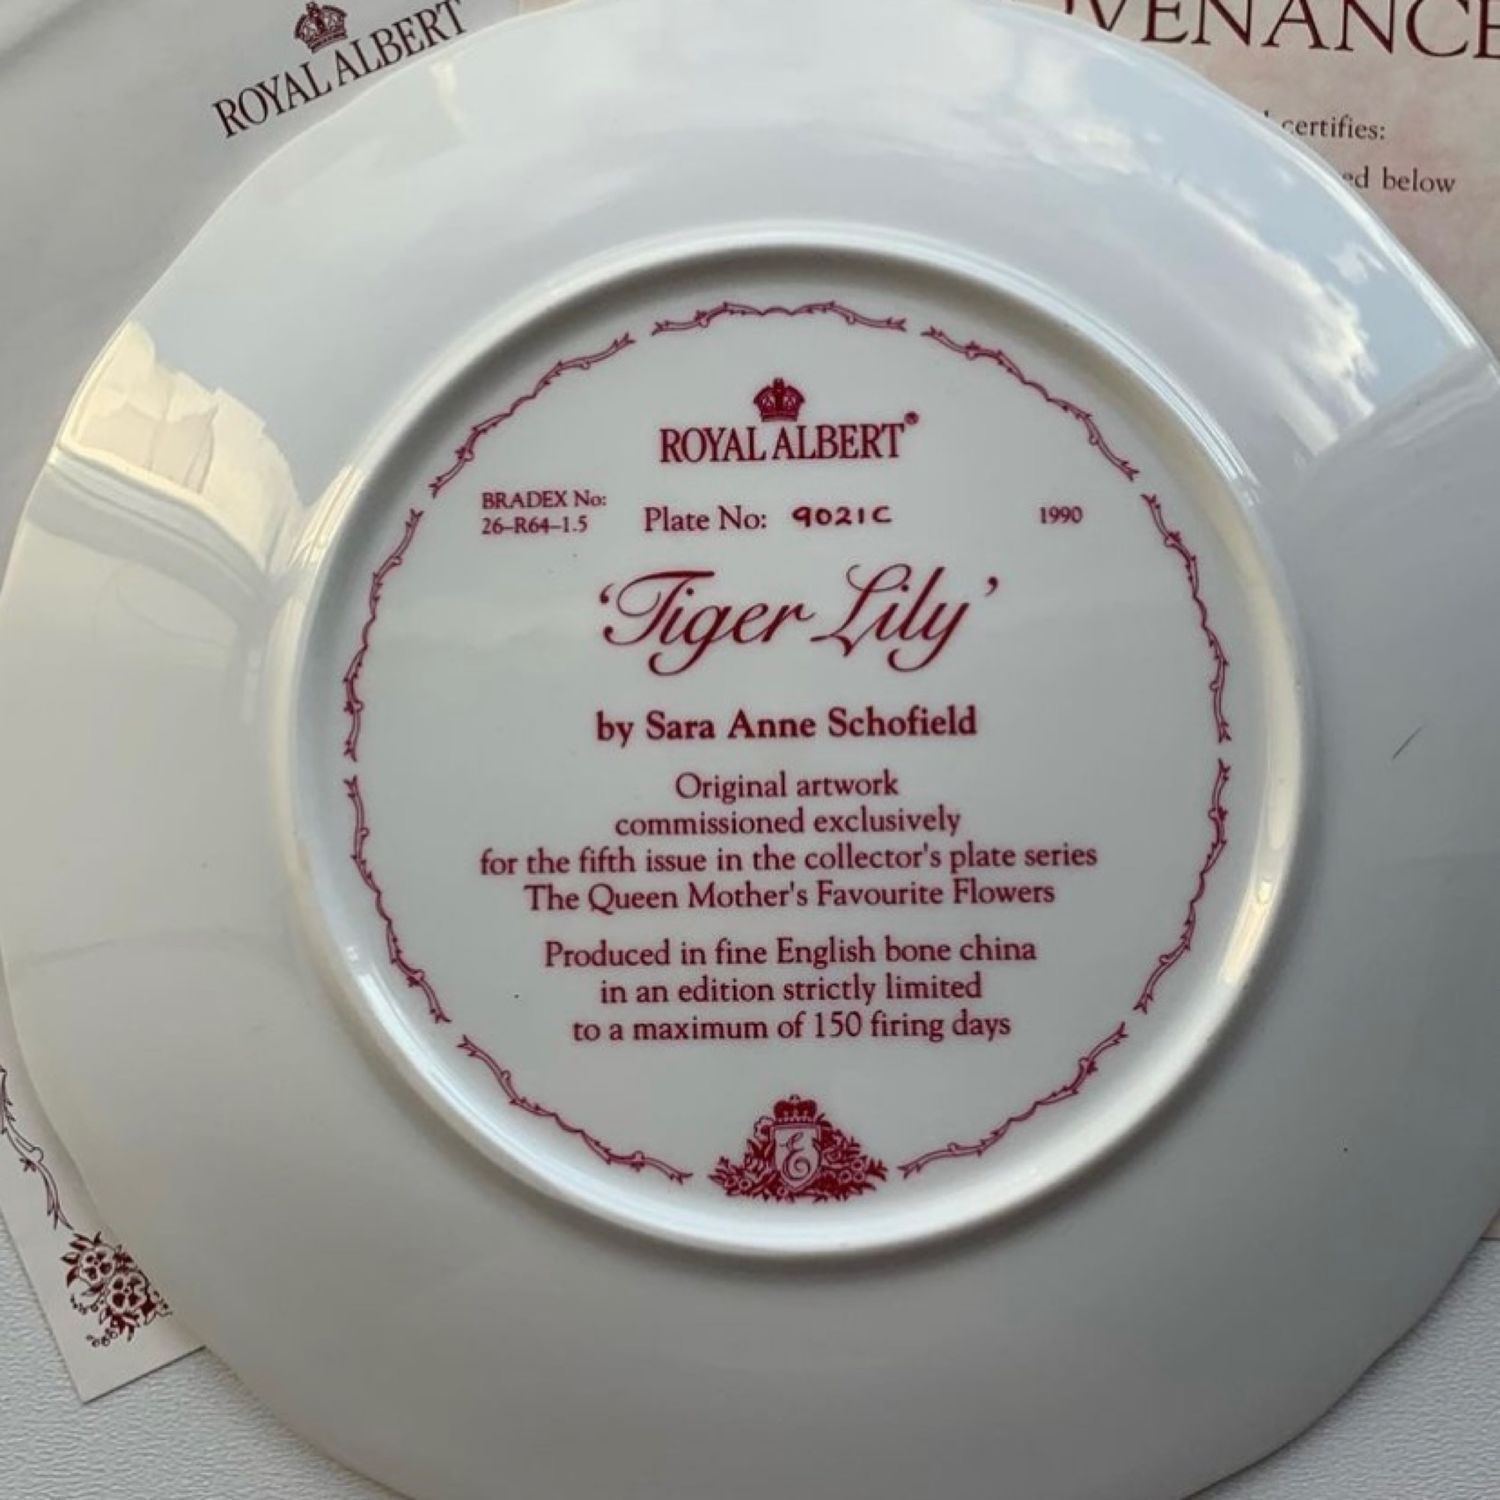 ROYAL ALBERT
certifies:
below
ROYAL ALBERT®
BRADEX No:
26–R64–1.5
Plate No: 9021C
1990
‘Tiger Lily’
by Sara Anne Schofield
Original artwork
commissioned exclusively
for the fifth issue in the collector's plate series
The Queen Mother's Favourite Flowers
Produced in fine English bone china
in an edition strictly limited
to a maximum of 150 firing days
E